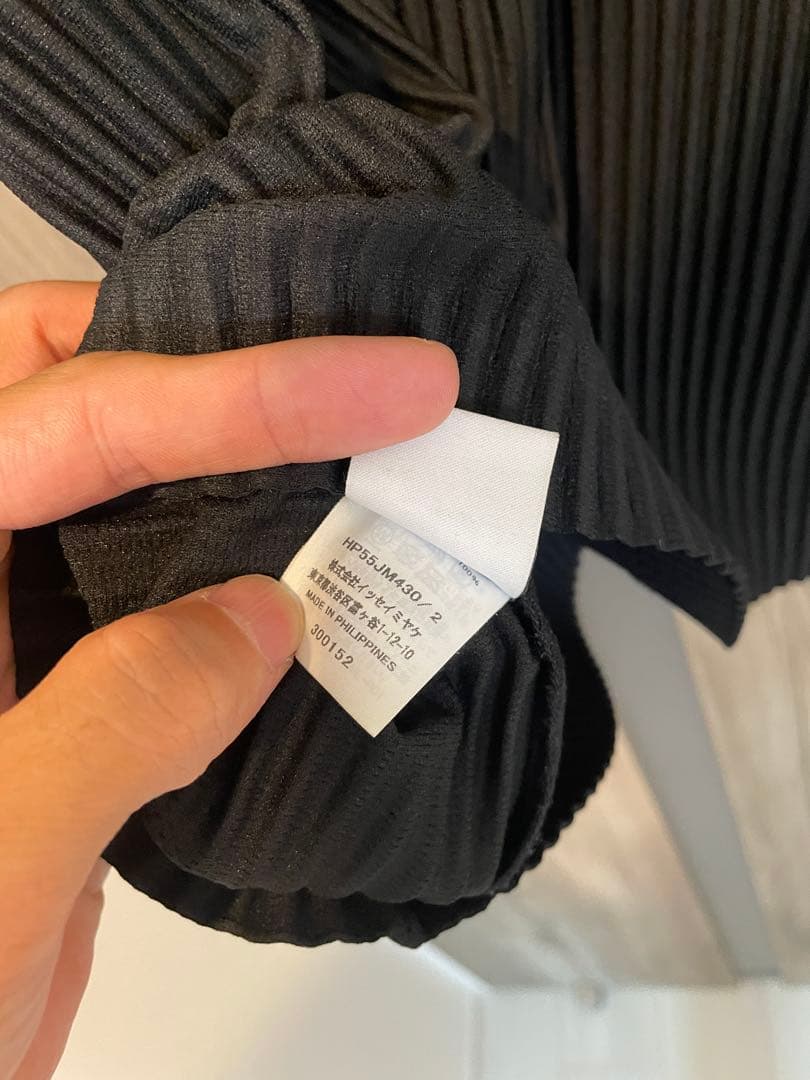 100%
HP55JM430/2
株式会社イッセイミヤケ
東京都渋谷区富ヶ谷1-12-10
MADE IN PHILIPPINES
300152